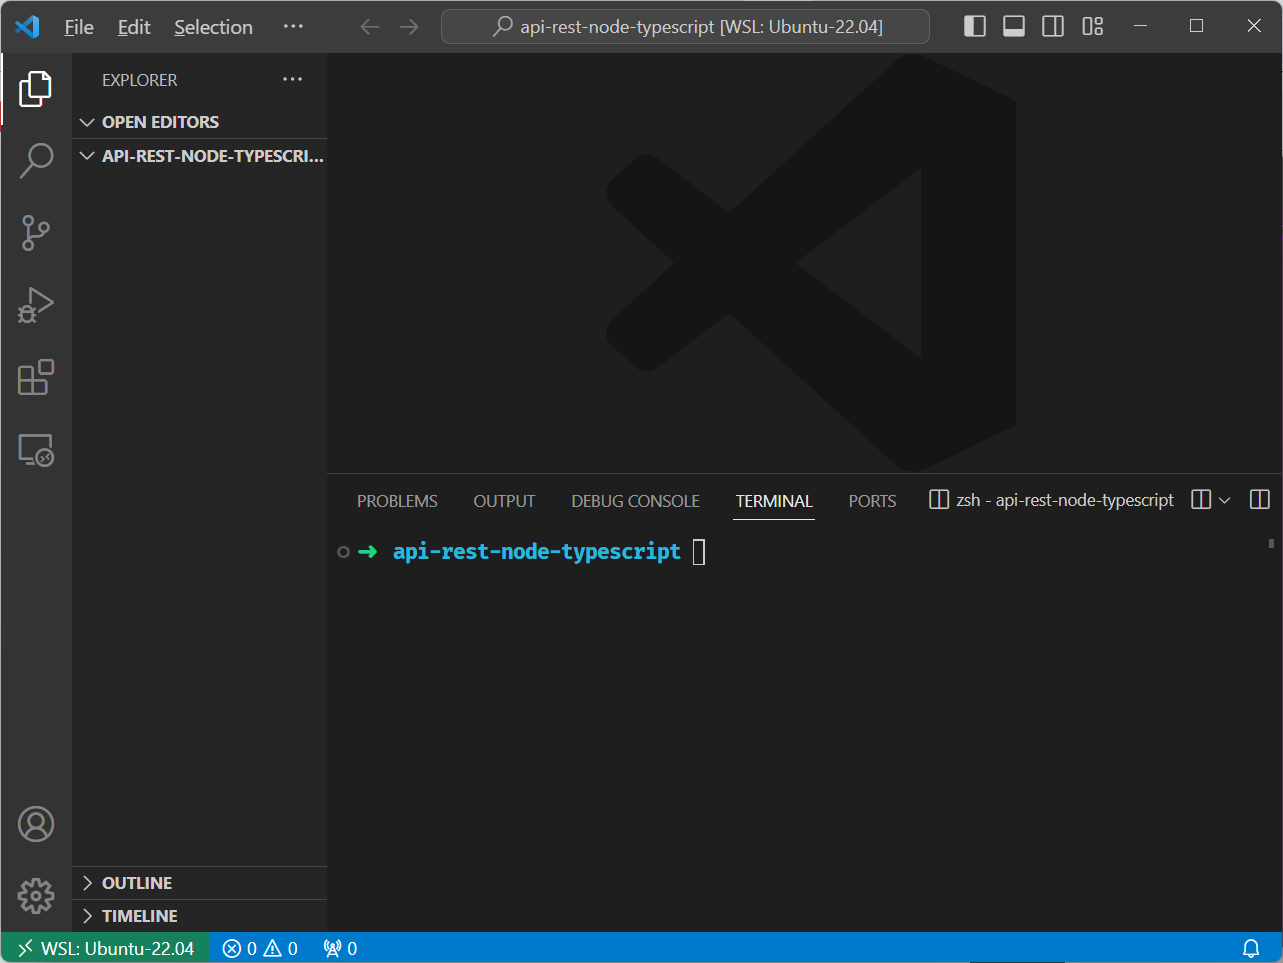 File Edit Selection ···
api-rest-node-typescript [WSL: Ubuntu-22.04]
EXPLORER ···
OPEN EDITORS
API-REST-NODE-TYPESCRI...
PROBLEMS OUTPUT DEBUG CONSOLE TERMINAL PORTS zsh - api-rest-node-typescript
➜ api-rest-node-typescript
OUTLINE
TIMELINE
WSL: Ubuntu-22.04 0 0 0